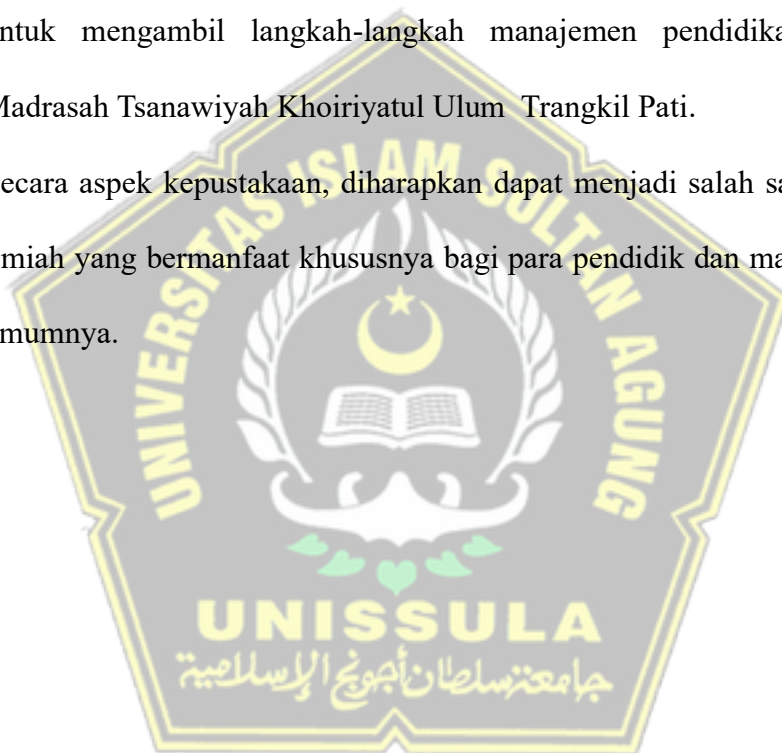 ntuk mengambil langkah-langkah manajemen pendidika
Madrasah Tsanawiyah Khoiriyatul Ulum Trangkil Pati.
ecara aspek kepustakaan, diharapkan dapat menjadi salah sa
miah yang bermanfaat khususnya bagi para pendidik dan ma
mumnya.
UNIVERSITAS ISLAM SULTAN AGUNG
UNISSULA
جامعة سلطان أجونج الإسلامية